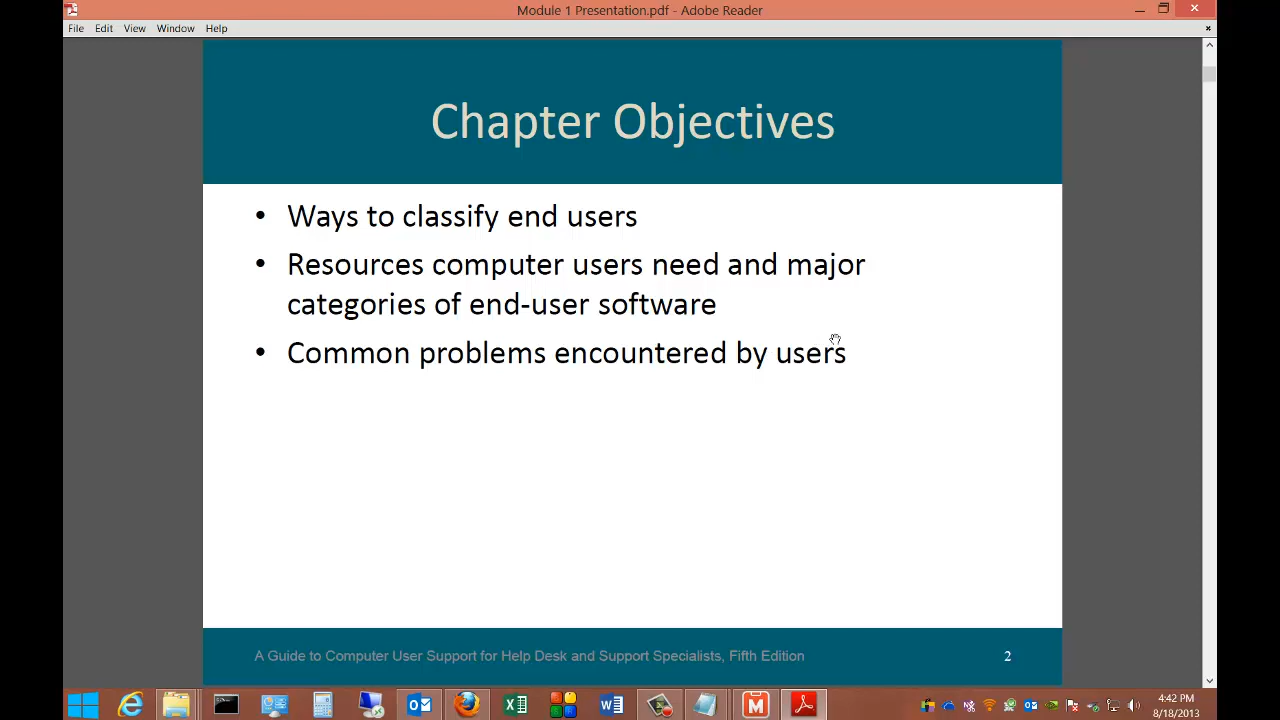 Module 1 Presentation.pdf - Adobe Reader
File Edit View Window Help
Chapter Objectives
• Ways to classify end users
• Resources computer users need and major
categories of end-user software
• Common problems encountered by users
A Guide to Computer User Support for Help Desk and Support Specialists, Fifth Edition
2
4:42 PM
8/18/2013